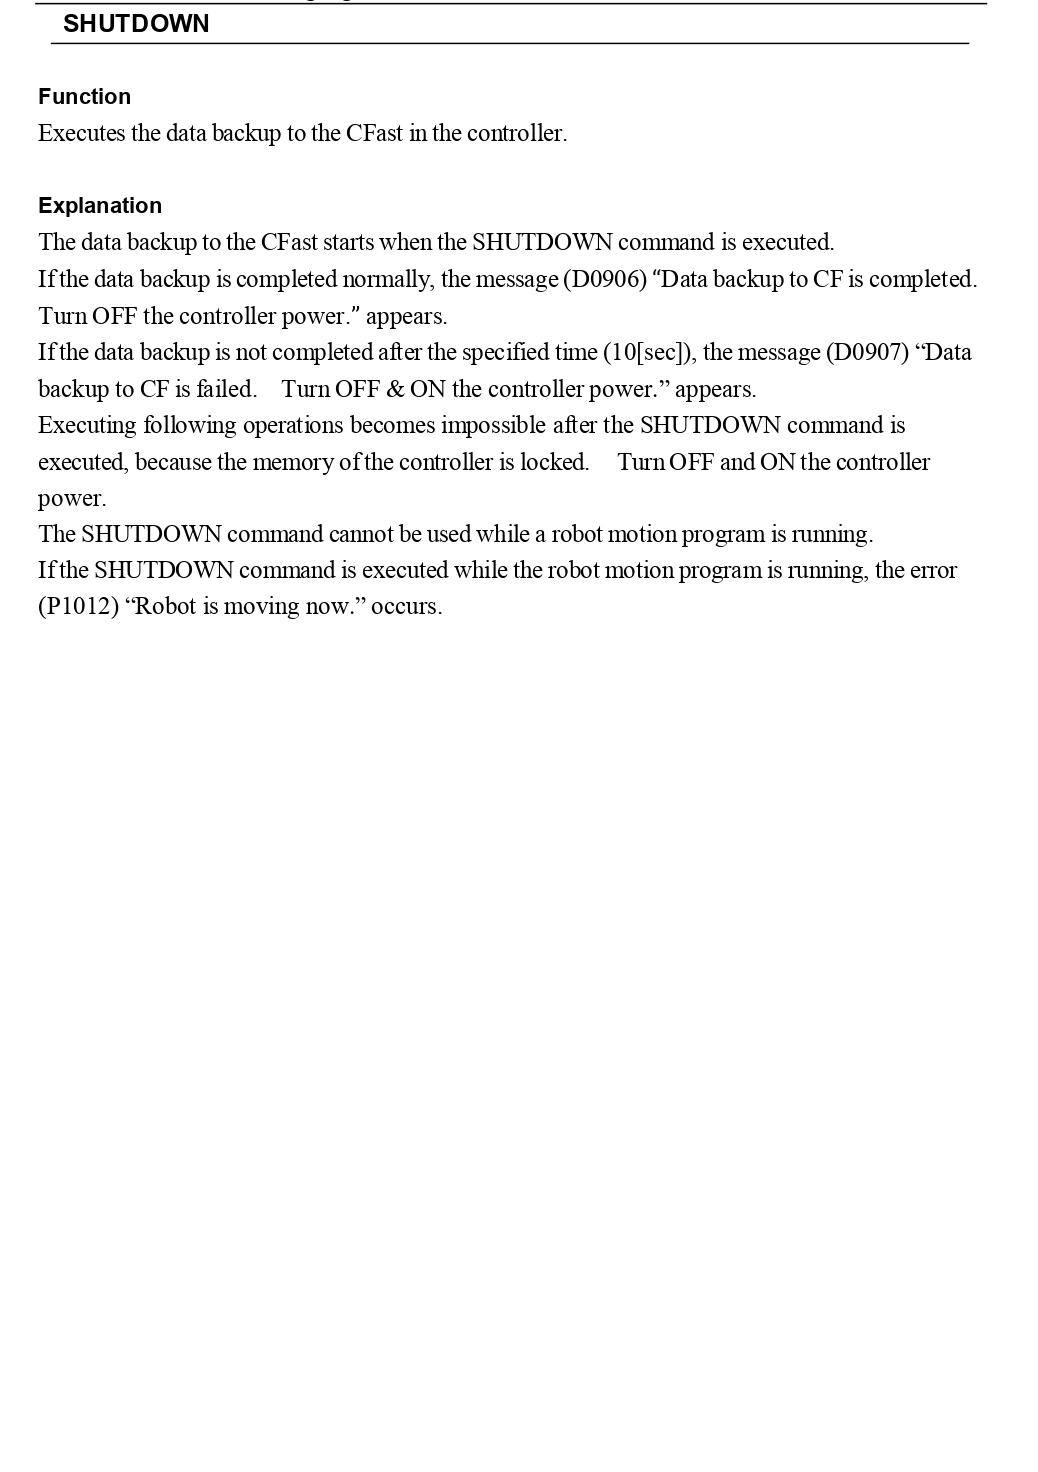 SHUTDOWN
Function
Executes the data backup to the CFast in the controller.
Explanation
The data backup to the CFast starts when the SHUTDOWN command is executed.
If the data backup is completed normally, the message (D0906) “Data backup to CF is completed.
Turn OFF the controller power.” appears.
If the data backup is not completed after the specified time (10[sec]), the message (D0907) “Data
backup to CF is failed.    Turn OFF & ON the controller power.” appears.
Executing following operations becomes impossible after the SHUTDOWN command is
executed, because the memory of the controller is locked.    Turn OFF and ON the controller
power.
The SHUTDOWN command cannot be used while a robot motion program is running.
If the SHUTDOWN command is executed while the robot motion program is running, the error
(P1012) “Robot is moving now.” occurs.